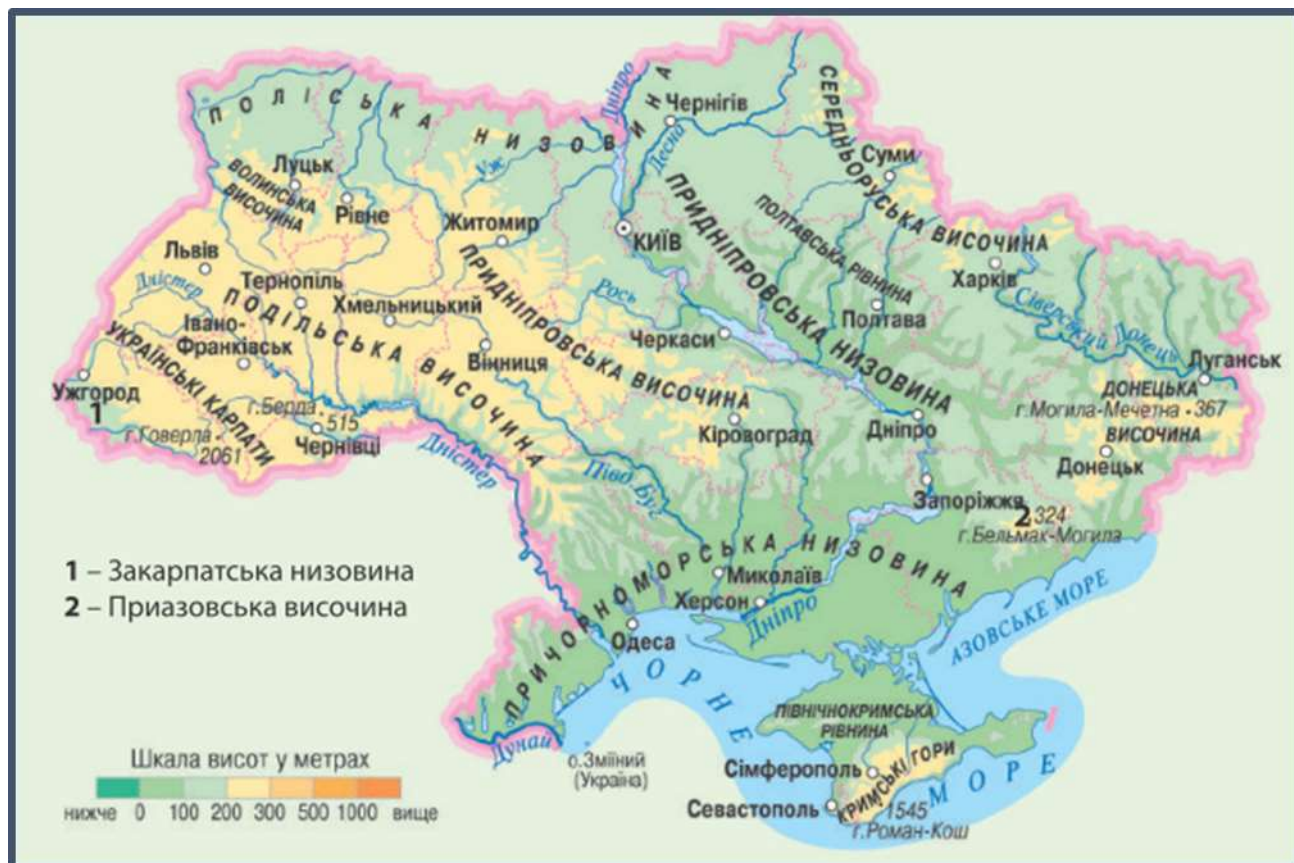 ПОЛІСЬКА НИЗОВИНА
Дніпро
Чернігів
Десна
СЕРЕДНЬОРУСЬКА ВИСОЧИНА
Суми
Уж
Луцьк
ВОЛИНСЬКА
ВИСОЧИНА
Рівне
Житомир
КИЇВ
ПРИДНІПРОВСЬКА НИЗОВИНА
ПОЛТАВСЬКА РІВНИНА
Харків
Львів
Дністер
Тернопіль
Хмельницький
ПРИДНІПРОВСЬКА ВИСОЧИНА
Рось
Полтава
Сіверський Донець
ПОДІЛЬСЬКА ВИСОЧИНА
Івано-
Франківськ
Вінниця
Черкаси
Луганськ
УКРАЇНСЬКІ КАРПАТИ
Ужгород
1
г.Берда
515
г.Говерла
2061
Чернівці
Кіровоград
Дніпро
ДОНЕЦЬКА
г.Могила-Мечетна 367
ВИСОЧИНА
Донецьк
Дністер
Півд. Буг
Запоріжжя
2 324
г.Бельмак-Могила
1 – Закарпатська низовина
2 – Приазовська височина
ПРИЧОРНОМОРСЬКА НИЗОВИНА
Миколаїв
Херсон
Дніпро
Одеса
АЗОВСЬКЕ МОРЕ
ЧОРНЕ МОРЕ
ПІВНІЧНОКРИМСЬКА
РІВНИНА
Дунай
о.Зміїний
(Україна)
Сімферополь
КРИМСЬКІ ГОРИ
Севастополь
1545
г.Роман-Кош
Шкала висот у метрах
нижче 0 100 200 300 500 1000 вище